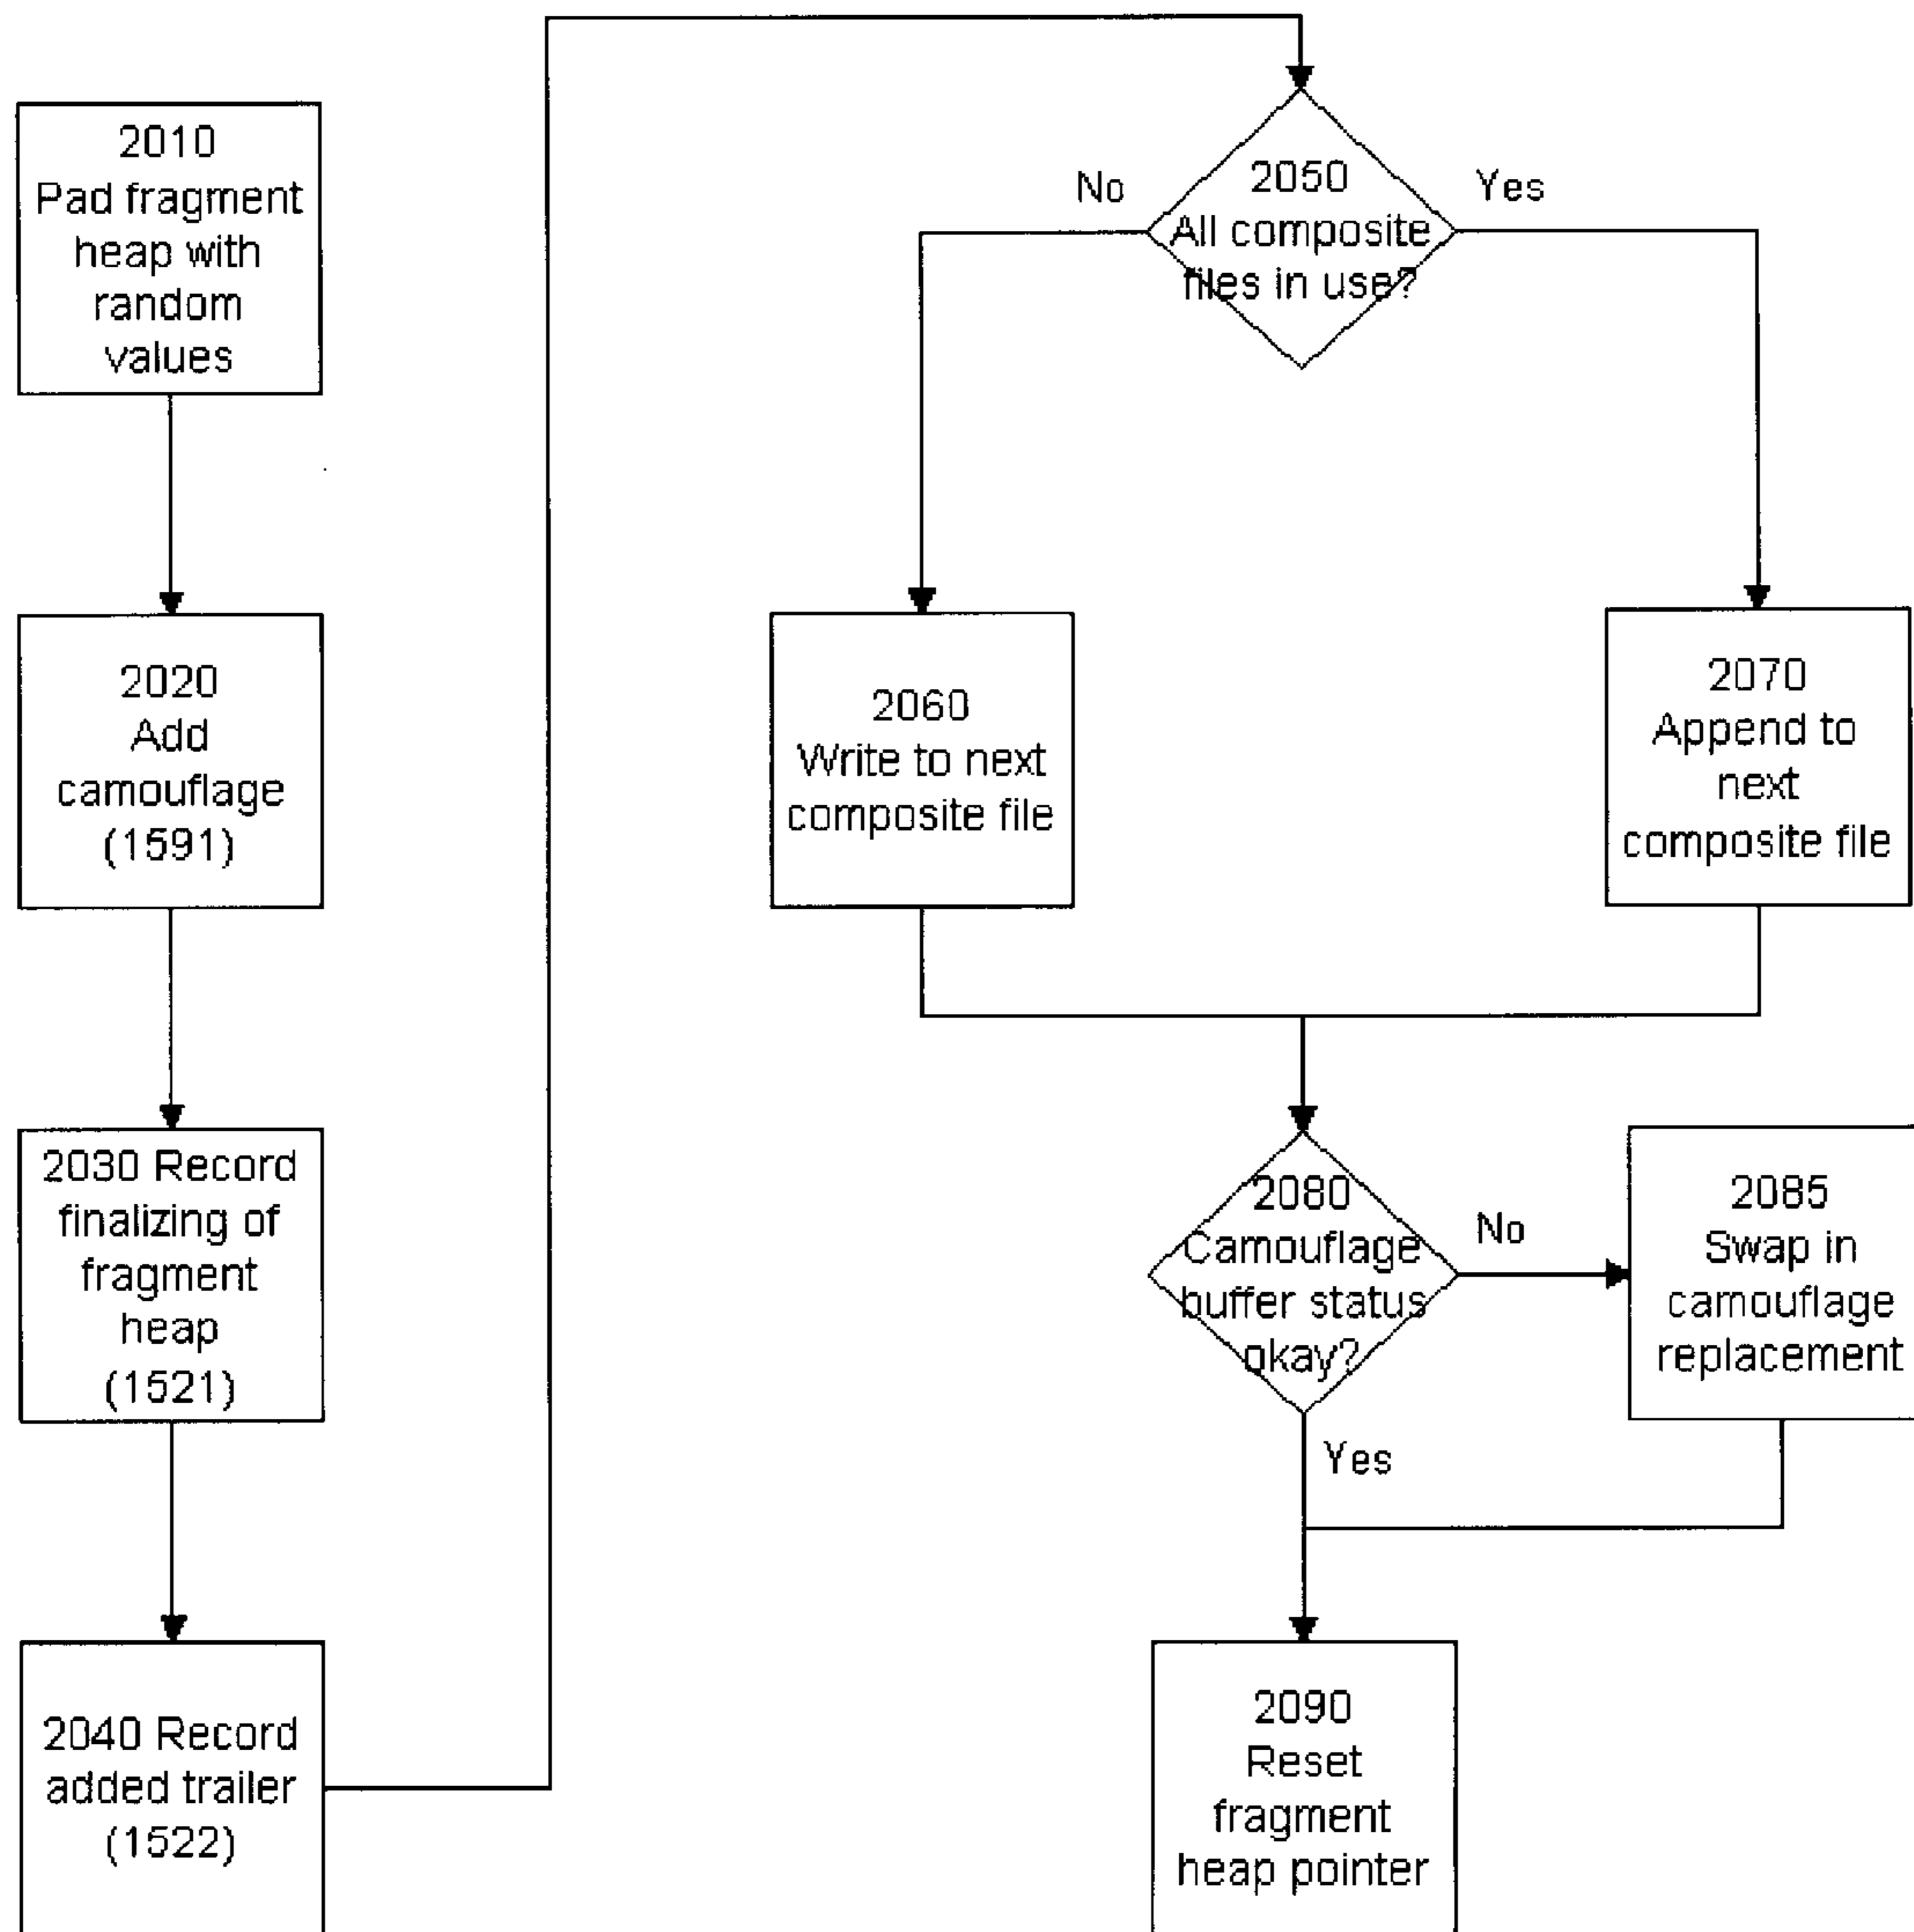 2010
Pad fragment
heap with
random
values
2020
Add
camouflage
(1591)
2030 Record
finalizing of
fragment
heap
(1521)
2040 Record
added trailer
(1522)
2050
All composite
files in use?
No
Yes
2060
Write to next
composite file
2070
Append to
next
composite file
2080
Camouflage
buffer status
okay?
No
Yes
2085
Swap in
camouflage
replacement
2090
Reset
fragment
heap pointer